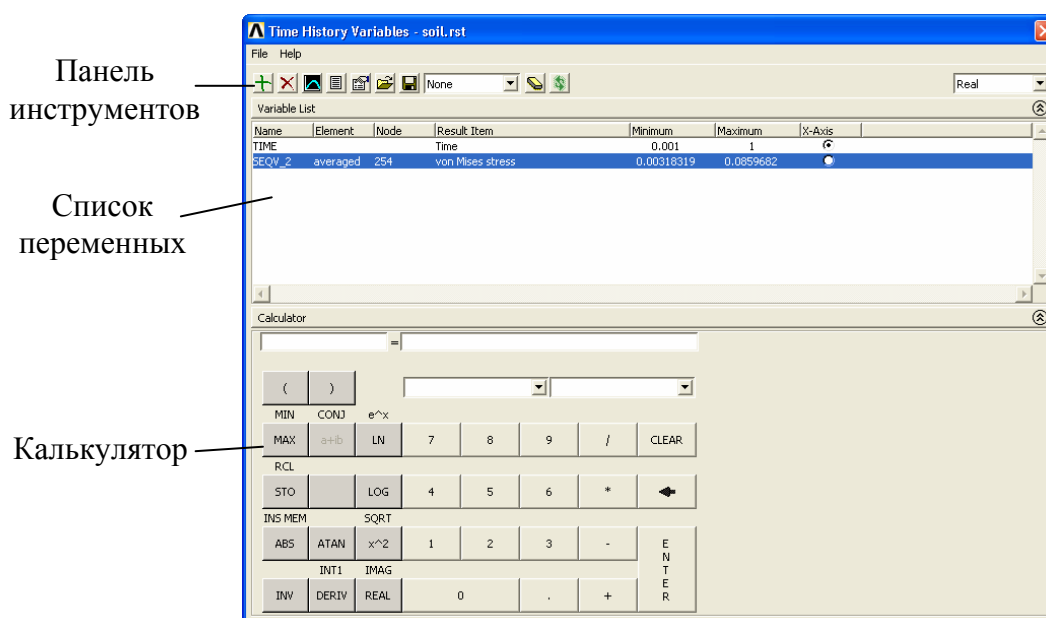 Time History Variables - soil.rst
File Help
Панель
инструментов
None
Real
Variable List
Name Element Node Result Item Minimum Maximum X-Axis
TIME Time 0.001 1
SEQV_2 averaged 254 von Mises stress 0.00318319 0.0859682
Список
переменных
Calculator
=
( )
MIN CONJ e^x
MAX a+ib LN 7 8 9 / CLEAR
Калькулятор
RCL
STO LOG 4 5 6 *
INS MEM SQRT
ABS ATAN x^2 1 2 3 - ENTER
INT1 IMAG
INV DERIV REAL 0 . +